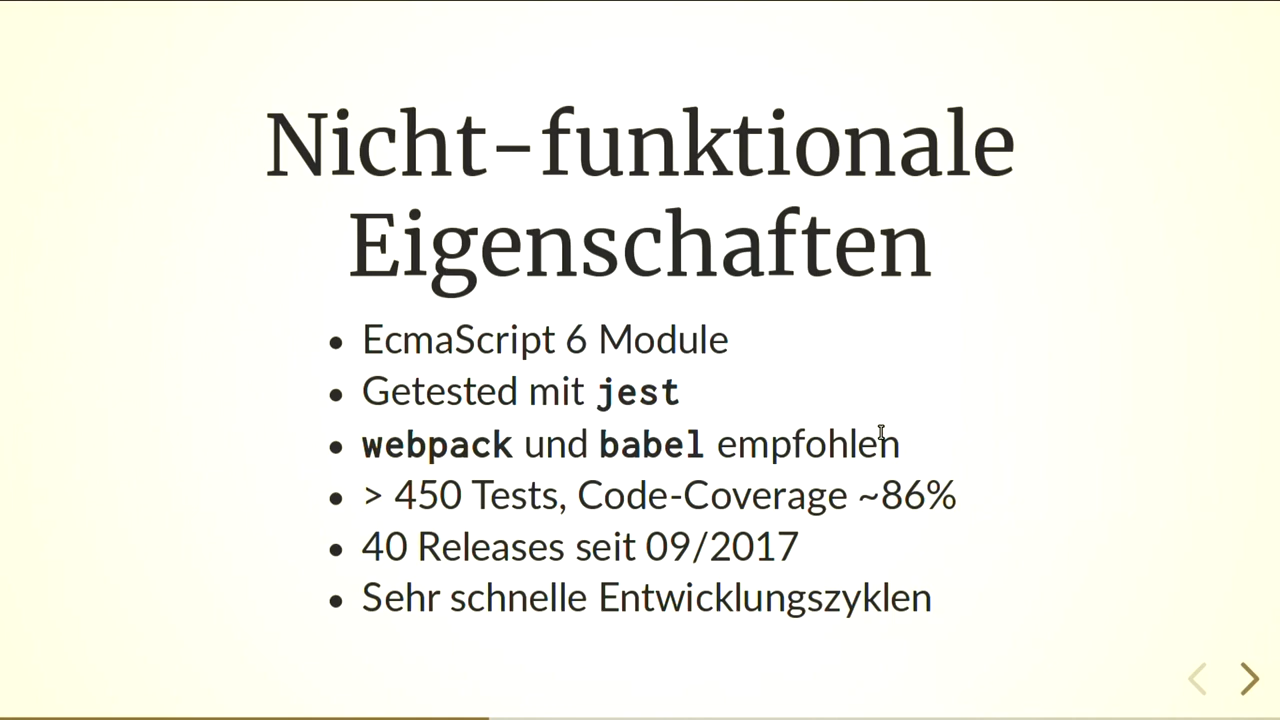 Nicht-funktionale
Eigenschaften
• EcmaScript 6 Module
• Getested mit jest
• webpack und babel empfohlen
• > 450 Tests, Code-Coverage ~86%
• 40 Releases seit 09/2017
• Sehr schnelle Entwicklungszyklen